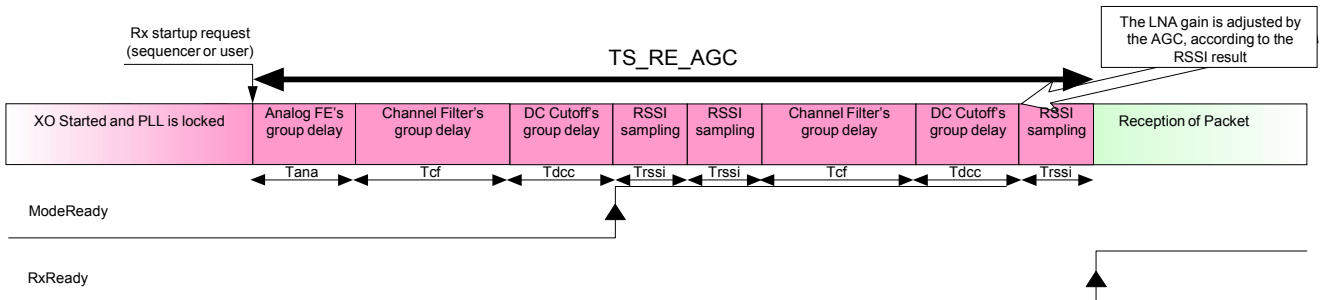 Rx startup request
(sequencer or user)
TS_RE_AGC
The LNA gain is adjusted by
the AGC, according to the
RSSI result
XO Started and PLL is locked
Analog FE's
group delay
Channel Filter's
group delay
DC Cutoff's
group delay
RSSI
sampling
RSSI
sampling
Channel Filter's
group delay
DC Cutoff's
group delay
RSSI
sampling
Reception of Packet
Tana
Tcf
Tdcc
Trssi
Trssi
Tcf
Tdcc
Trssi
ModeReady
RxReady